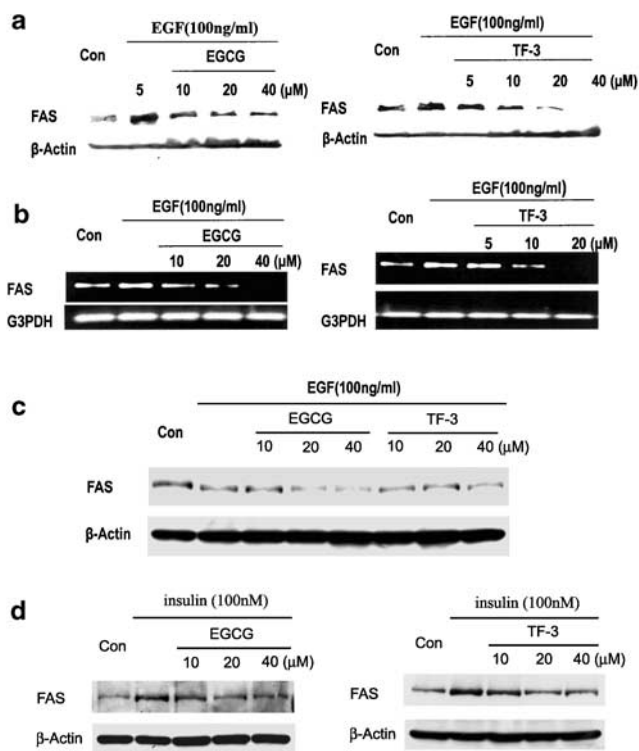 a
EGF(100ng/ml)
Con EGCG
5 10 20 40 (μM)
FAS
β-Actin
EGF(100ng/ml)
Con TF-3
5 10 20 40 (μM)
FAS
β-Actin
b
EGF(100ng/ml)
Con EGCG
10 20 40 (μM)
FAS
G3PDH
EGF(100ng/ml)
Con TF-3
5 10 20 (μM)
FAS
G3PDH
c
EGF(100ng/ml)
Con EGCG TF-3
10 20 40 10 20 40 (μM)
FAS
β-Actin
d
insulin (100nM)
Con EGCG
10 20 40 (μM)
FAS
β-Actin
insulin (100nM)
Con TF-3
10 20 40 (μM)
FAS
β-Actin